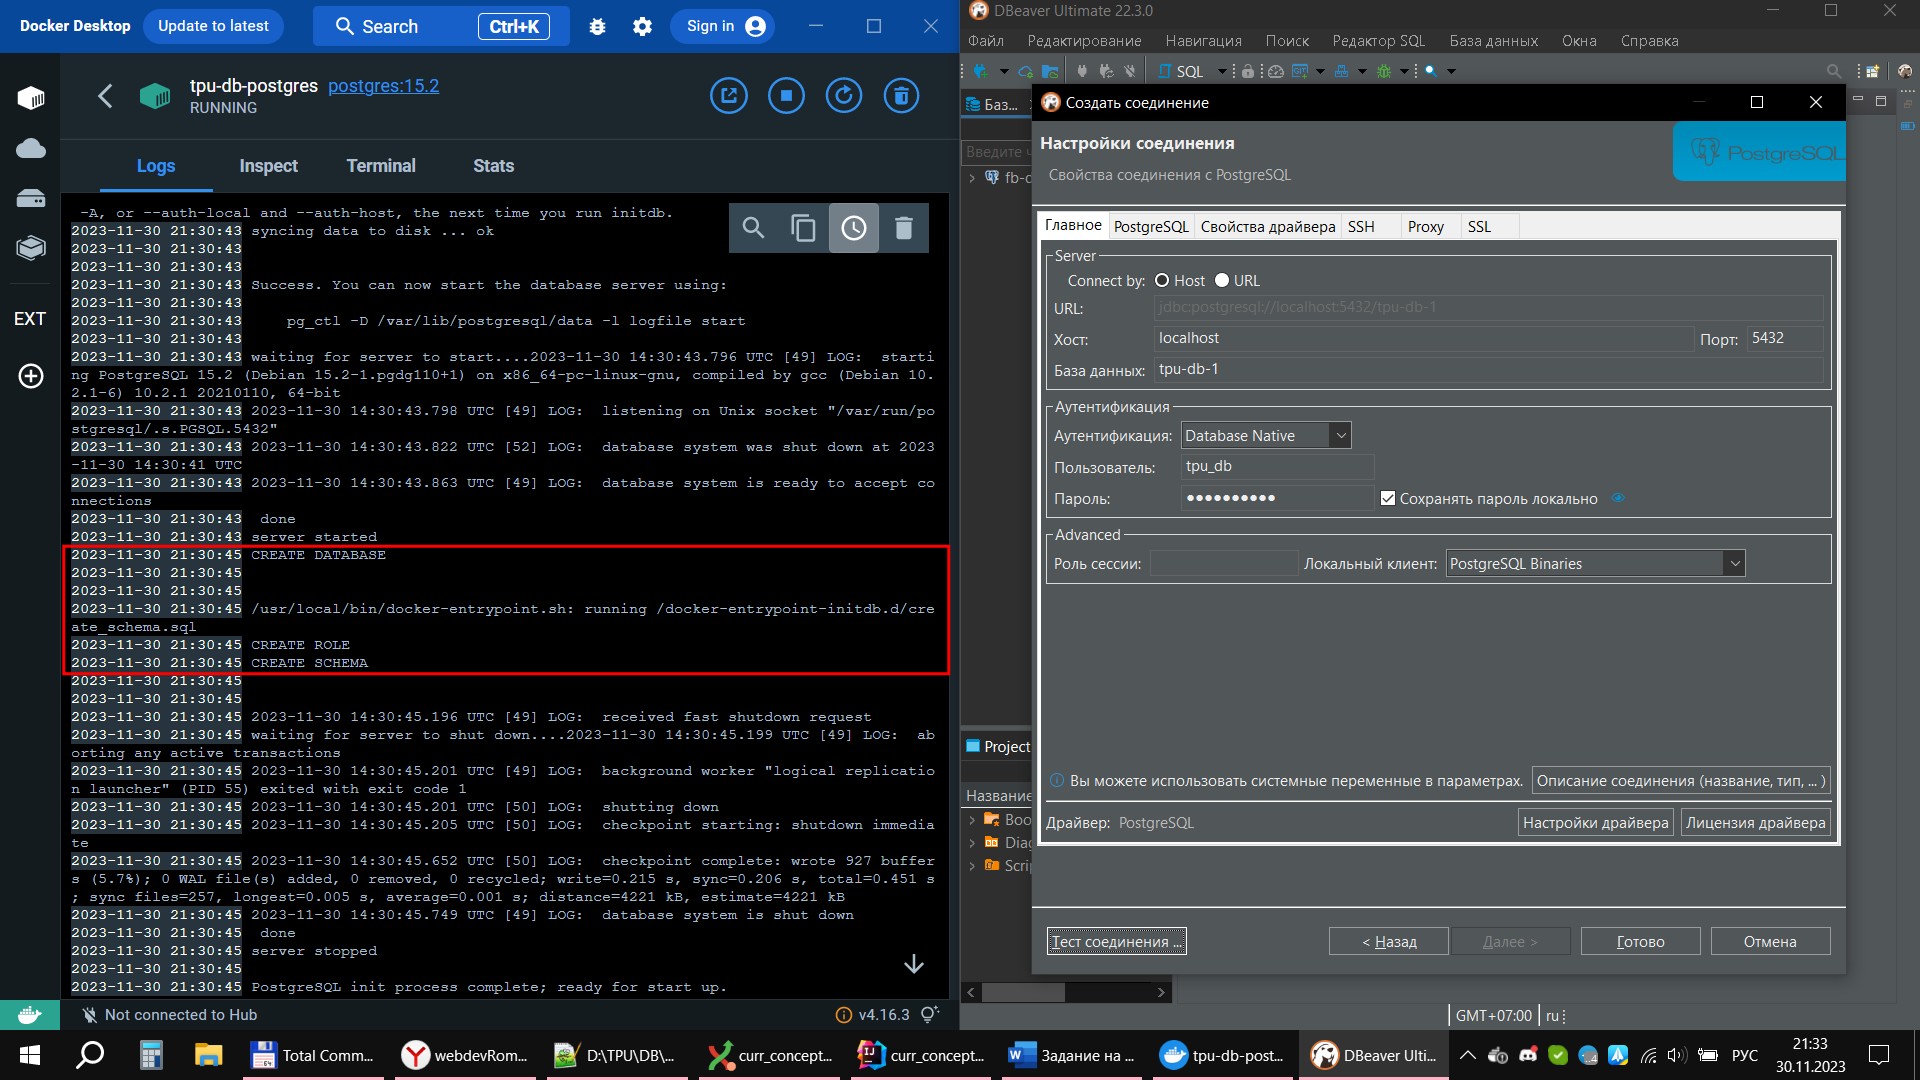 Docker Desktop
Update to latest
Search
Ctrl+K
Sign in
tpu-db-postgres
postgres:15.2
RUNNING
Logs
Inspect
Terminal
Stats
EXT
-A, or --auth-local and --auth-host, the next time you run initdb.
2023-11-30 21:30:43 syncing data to disk ... ok
2023-11-30 21:30:43
2023-11-30 21:30:43
2023-11-30 21:30:43 Success. You can now start the database server using:
2023-11-30 21:30:43
2023-11-30 21:30:43 pg_ctl -D /var/lib/postgresql/data -l logfile start
2023-11-30 21:30:43
2023-11-30 21:30:43 waiting for server to start....2023-11-30 14:30:43.796 UTC [49] LOG:  starti
ng PostgreSQL 15.2 (Debian 15.2-1.pgdg110+1) on x86_64-pc-linux-gnu, compiled by gcc (Debian 10.
2.1-6) 10.2.1 20210110, 64-bit
2023-11-30 21:30:43 2023-11-30 14:30:43.798 UTC [49] LOG:  listening on Unix socket "/var/run/po
stgresql/.s.PGSQL.5432"
2023-11-30 21:30:43 2023-11-30 14:30:43.822 UTC [52] LOG:  database system was shut down at 2023
-11-30 14:30:41 UTC
2023-11-30 21:30:43 2023-11-30 14:30:43.863 UTC [49] LOG:  database system is ready to accept co
nnections
2023-11-30 21:30:43  done
2023-11-30 21:30:43 server started
2023-11-30 21:30:45 CREATE DATABASE
2023-11-30 21:30:45
2023-11-30 21:30:45
2023-11-30 21:30:45 /usr/local/bin/docker-entrypoint.sh: running /docker-entrypoint-initdb.d/cre
ate_schema.sql
2023-11-30 21:30:45 CREATE ROLE
2023-11-30 21:30:45 CREATE SCHEMA
2023-11-30 21:30:45
2023-11-30 21:30:45
2023-11-30 21:30:45 2023-11-30 14:30:45.196 UTC [49] LOG:  received fast shutdown request
2023-11-30 21:30:45 waiting for server to shut down....2023-11-30 14:30:45.199 UTC [49] LOG:  ab
orting any active transactions
2023-11-30 21:30:45 2023-11-30 14:30:45.201 UTC [49] LOG:  background worker "logical replicatio
n launcher" (PID 55) exited with exit code 1
2023-11-30 21:30:45 2023-11-30 14:30:45.201 UTC [50] LOG:  shutting down
2023-11-30 21:30:45 2023-11-30 14:30:45.205 UTC [50] LOG:  checkpoint starting: shutdown immedia
te
2023-11-30 21:30:45 2023-11-30 14:30:45.652 UTC [50] LOG:  checkpoint complete: wrote 927 buffer
s (5.7%); 0 WAL file(s) added, 0 removed, 0 recycled; write=0.215 s, sync=0.206 s, total=0.451 s
; sync files=257, longest=0.005 s, average=0.001 s; distance=4221 kB, estimate=4221 kB
2023-11-30 21:30:45 2023-11-30 14:30:45.749 UTC [49] LOG:  database system is shut down
2023-11-30 21:30:45  done
2023-11-30 21:30:45 server stopped
2023-11-30 21:30:45
2023-11-30 21:30:45 PostgreSQL init process complete; ready for start up.
Not connected to Hub
v4.16.3
DBeaver Ultimate 22.3.0
Файл Редактирование Навигация Поиск Редактор SQL База данных Окна Справка
SQL
Баз...
Введите ч
fb-d
Project
Название
Boo
Diag
Scri
Создать соединение
Настройки соединения
Свойства соединения с PostgreSQL
PostgreSQL
Главное PostgreSQL Свойства драйвера SSH Proxy SSL
Server
Connect by: Host URL
URL: jdbc:postgresql://localhost:5432/tpu-db-1
Хост: localhost Порт: 5432
База данных: tpu-db-1
Аутентификация
Аутентификация: Database Native
Пользователь: tpu_db
Пароль: •••••••••• Сохранять пароль локально
Advanced
Роль сессии: Локальный клиент: PostgreSQL Binaries
Вы можете использовать системные переменные в параметрах. Описание соединения (название, тип, ... )
Драйвер: PostgreSQL Настройки драйвера Лицензия драйвера
Тест соединения ... < Назад Далее > Готово Отмена
GMT+07:00 ru
Total Comm... webdevRom... D:\TPU\DB\... curr_concept... curr_concept... Задание на ... tpu-db-post... DBeaver Ulti... РУС
21:33
30.11.2023